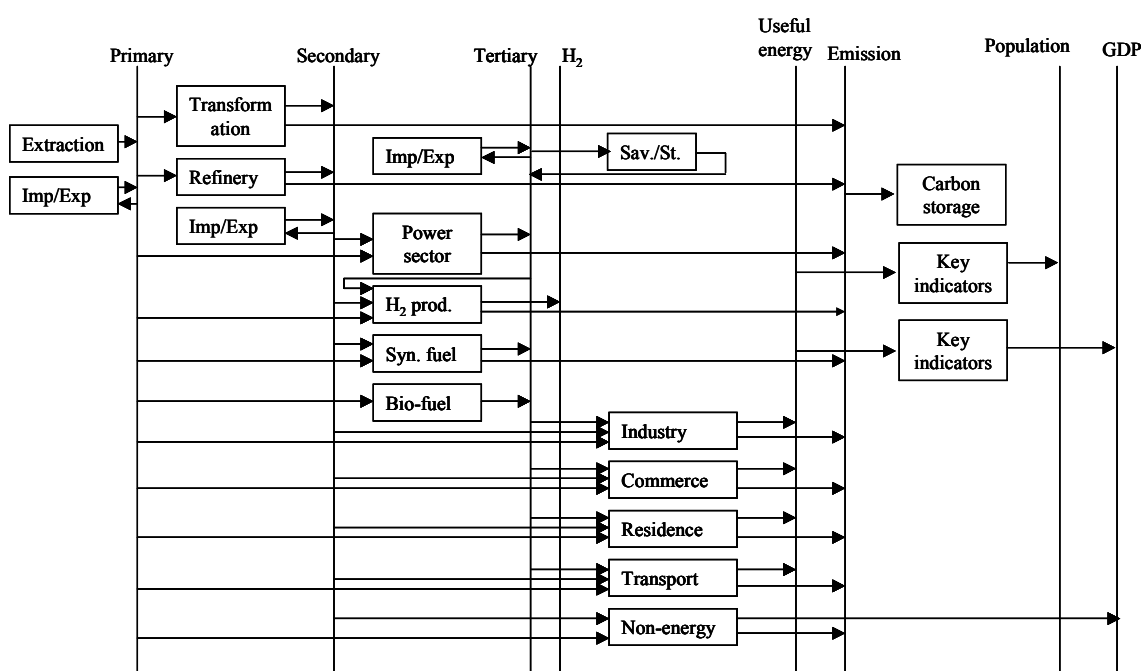 Useful
energy
Primary
Secondary
Tertiary
H₂
Emission
Population
GDP
Transform
ation
Extraction
Imp/Exp
Sav./St.
Refinery
Imp/Exp
Carbon
storage
Imp/Exp
Power
sector
Key
indicators
H₂ prod.
Syn. fuel
Key
indicators
Bio-fuel
Industry
Commerce
Residence
Transport
Non-energy